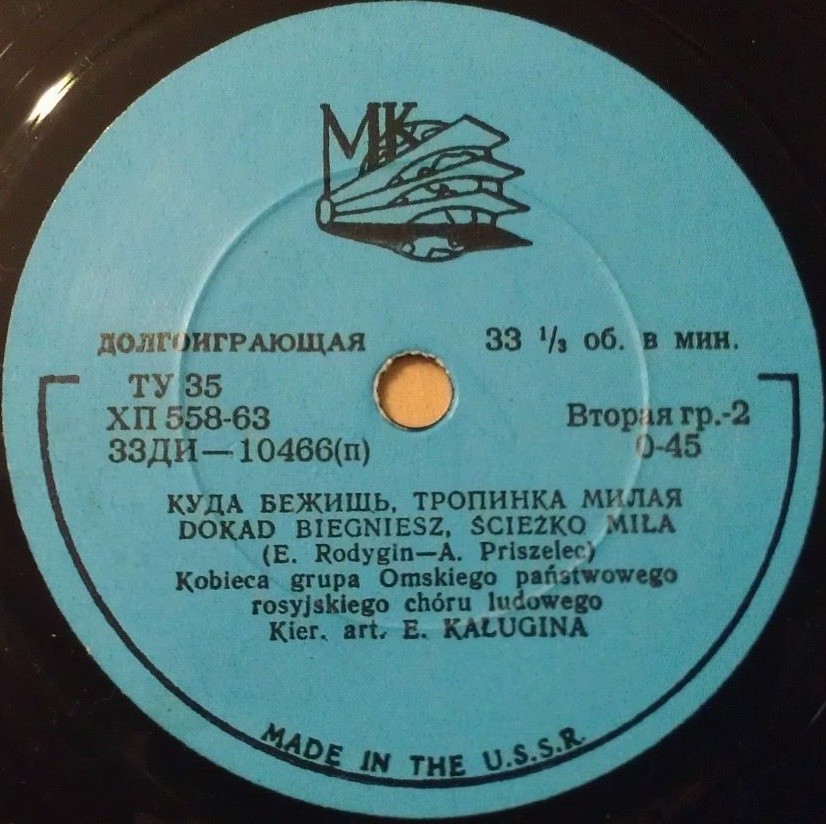 МК
ДОЛГОИГРАЮЩАЯ 33 1/3 об. в мин.
ТУ 35
ХП 558-63 Вторая гр.-2
33ДИ—10466(п) 0-45
КУДА БЕЖИШЬ, ТРОПИНКА МИЛАЯ
DOKAD BIEGNIESZ, ŚCIEŻKO MIŁA
(E. Rodygin—A. Priszelec)
Kobieca grupa Omskiego państwowego
rosyjskiego chóru ludowego
Kier. art. E. KAŁUGINA
MADE IN THE U.S.S.R.